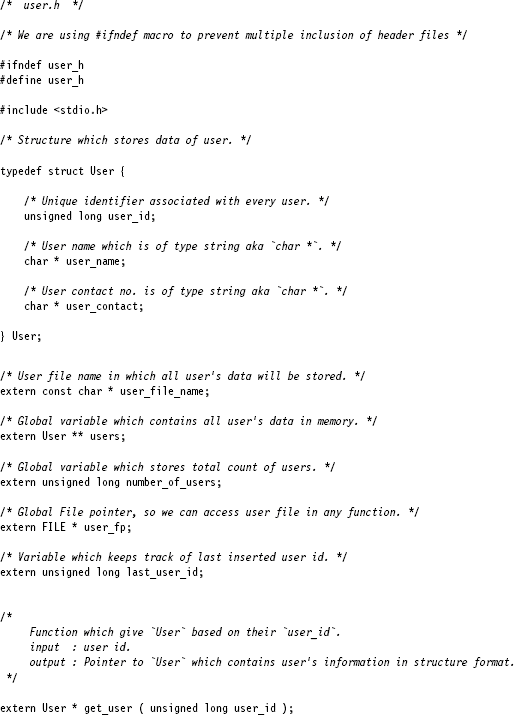 /*  user.h  */
/* We are using #ifndef macro to prevent multiple inclusion of header files */
#ifndef user_h
#define user_h
#include <stdio.h>
/* Structure which stores data of user. */
typedef struct User {
/* Unique identifier associated with every user. */
unsigned long user_id;
/* User name which is of type string aka `char *`. */
char * user_name;
/* User contact no. is of type string aka `char *`. */
char * user_contact;
} User;
/* User file name in which all user's data will be stored. */
extern const char * user_file_name;
/* Global variable which contains all user's data in memory. */
extern User ** users;
/* Global variable which stores total count of users. */
extern unsigned long number_of_users;
/* Global File pointer, so we can access user file in any function. */
extern FILE * user_fp;
/* Variable which keeps track of last inserted user id. */
extern unsigned long last_user_id;
/*
Function which give `User` based on their `user_id`.
input  : user id.
output : Pointer to `User` which contains user's information in structure format.
*/
extern User * get_user ( unsigned long user_id );